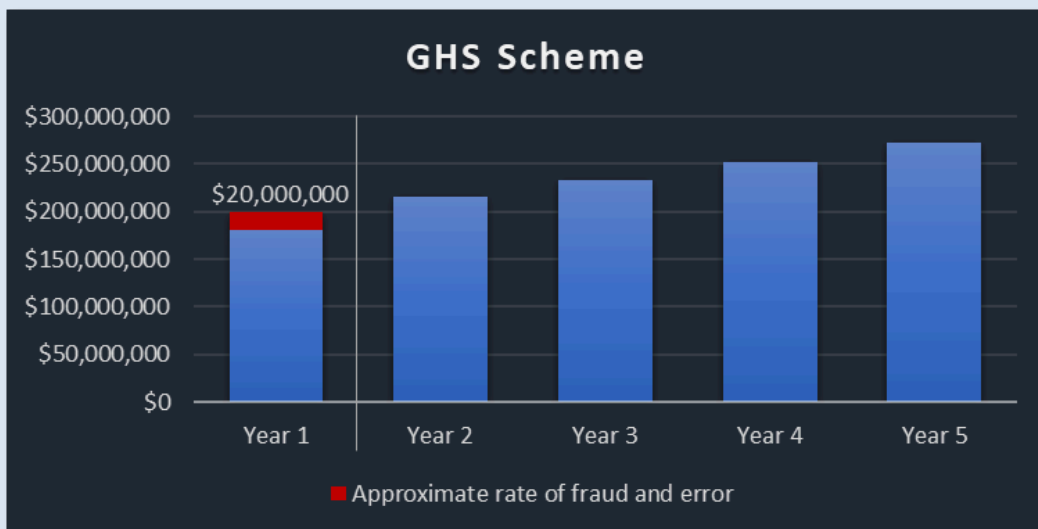 GHS Scheme
$300,000,000
$250,000,000
$20,000,000
$200,000,000
$150,000,000
$100,000,000
$50,000,000
$0
Year 1 Year 2 Year 3 Year 4 Year 5
Approximate rate of fraud and error